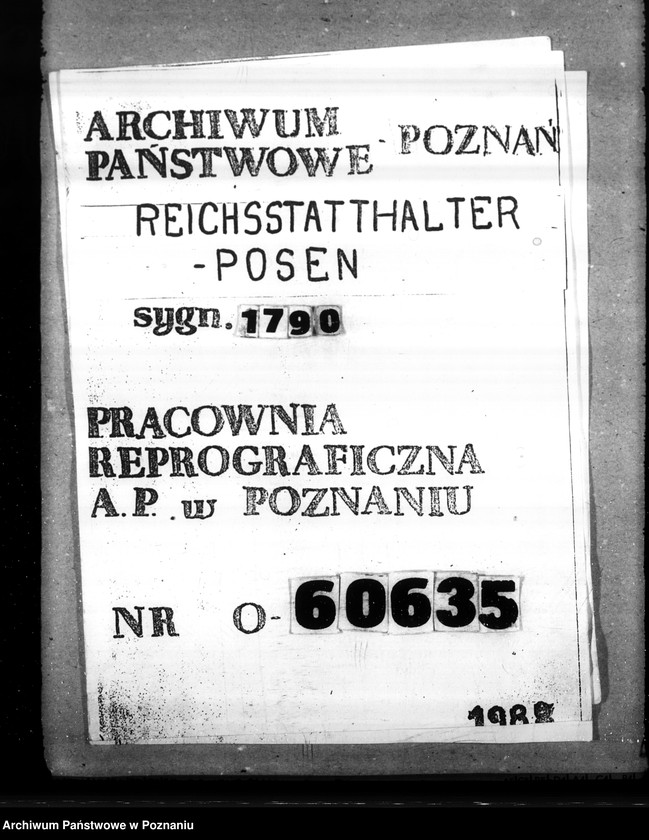 ARCHIWUM
PAŃSTWOWE - POZNAŃ
REICHSSTATTHALTER
-POSEN
sygn. 1790
PRACOWNIA
REPROGRAFICZNA
A.P. w POZNANIU
NR O-60635
Archiwum Państwowe w Poznaniu